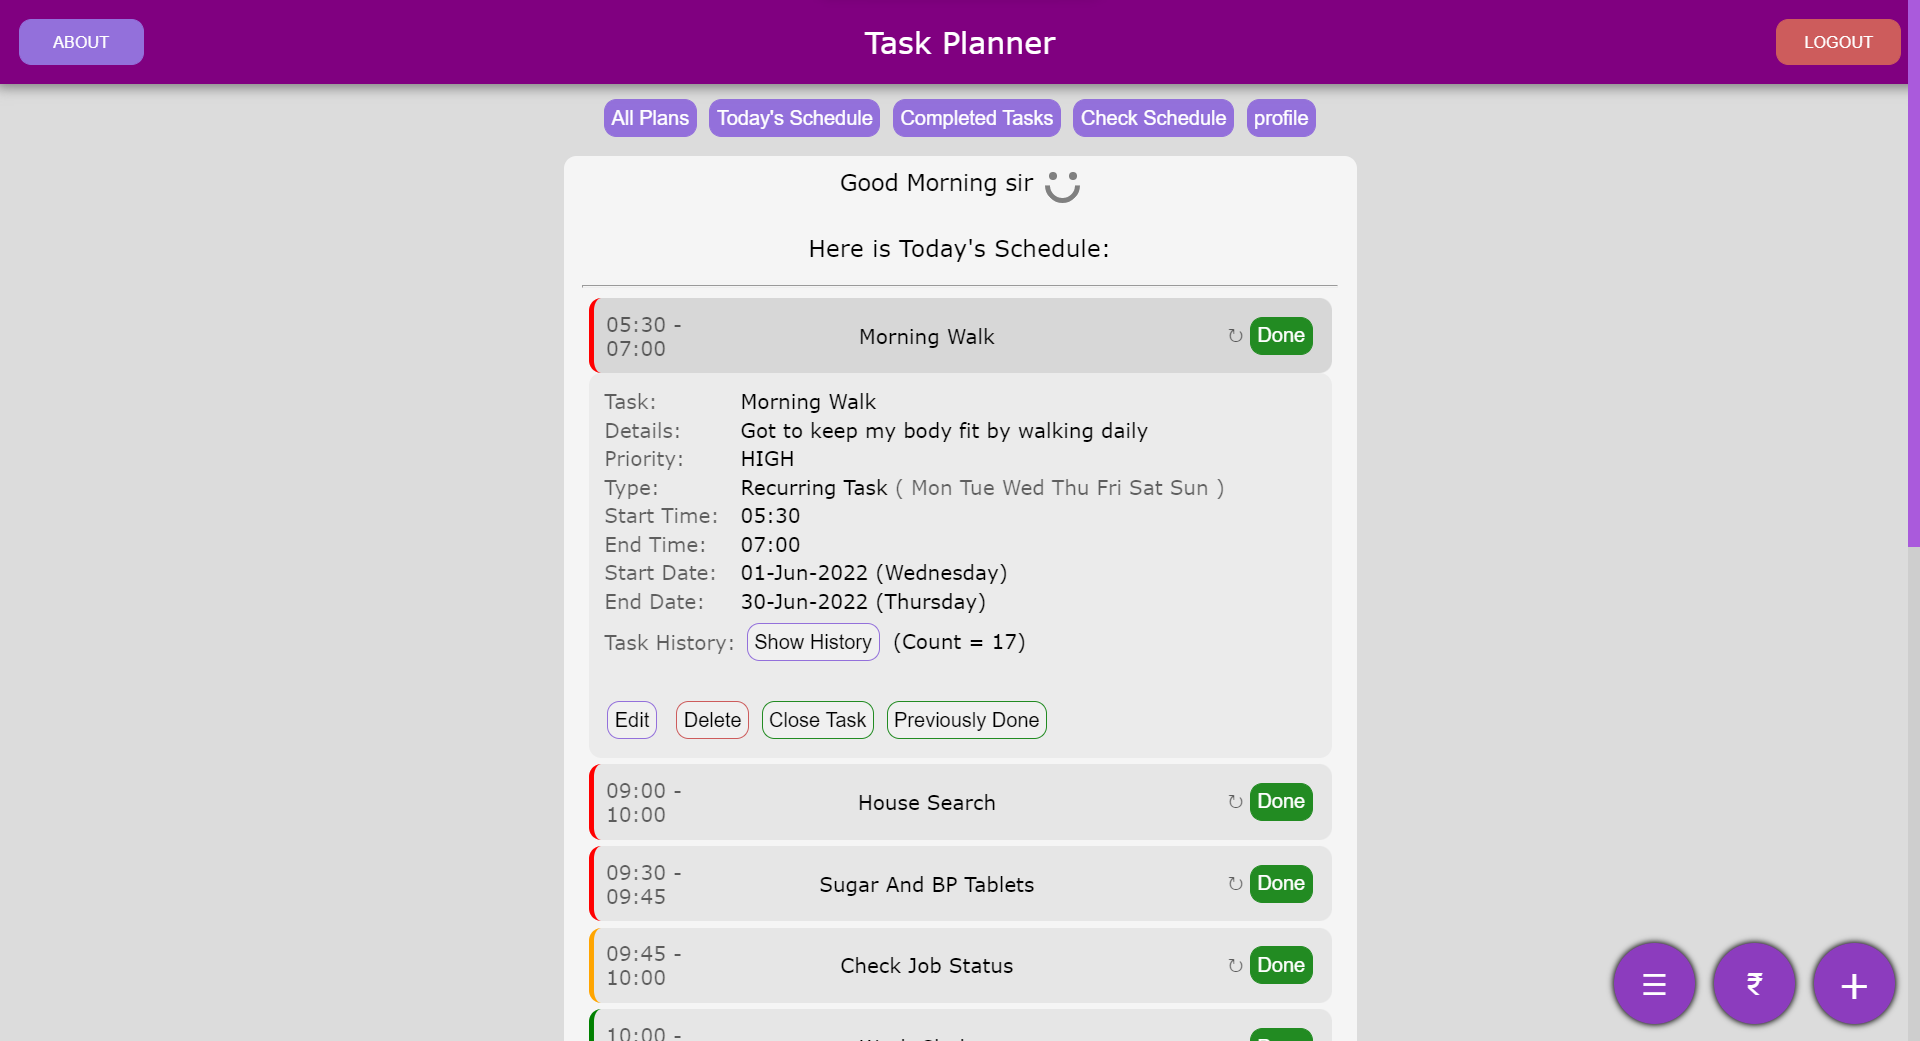 ABOUT
Task Planner
LOGOUT
All Plans
Today's Schedule
Completed Tasks
Check Schedule
profile
Good Morning sir
Here is Today's Schedule:
05:30 -
07:00
Morning Walk
↻ Done
Task: Morning Walk
Details: Got to keep my body fit by walking daily
Priority: HIGH
Type: Recurring Task ( Mon Tue Wed Thu Fri Sat Sun )
Start Time: 05:30
End Time: 07:00
Start Date: 01-Jun-2022 (Wednesday)
End Date: 30-Jun-2022 (Thursday)
Task History: Show History (Count = 17)
Edit
Delete
Close Task
Previously Done
09:00 -
10:00
House Search
↻ Done
09:30 -
09:45
Sugar And BP Tablets
↻ Done
09:45 -
10:00
Check Job Status
↻ Done
☰
₹
+
10:00 -